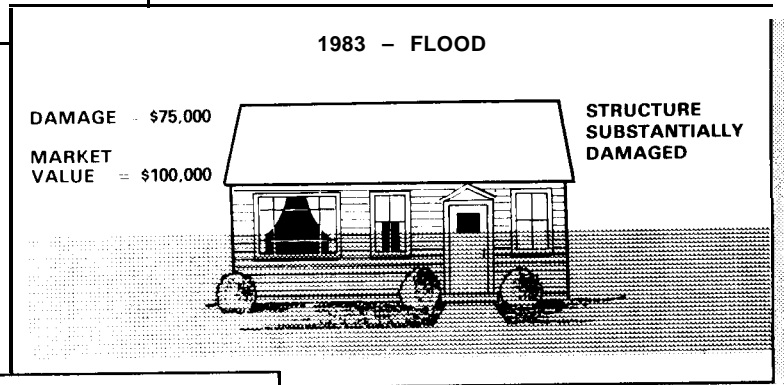 1983 – FLOOD
DAMAGE - $75,000
MARKET
VALUE = $100,000
STRUCTURE
SUBSTANTIALLY
DAMAGED